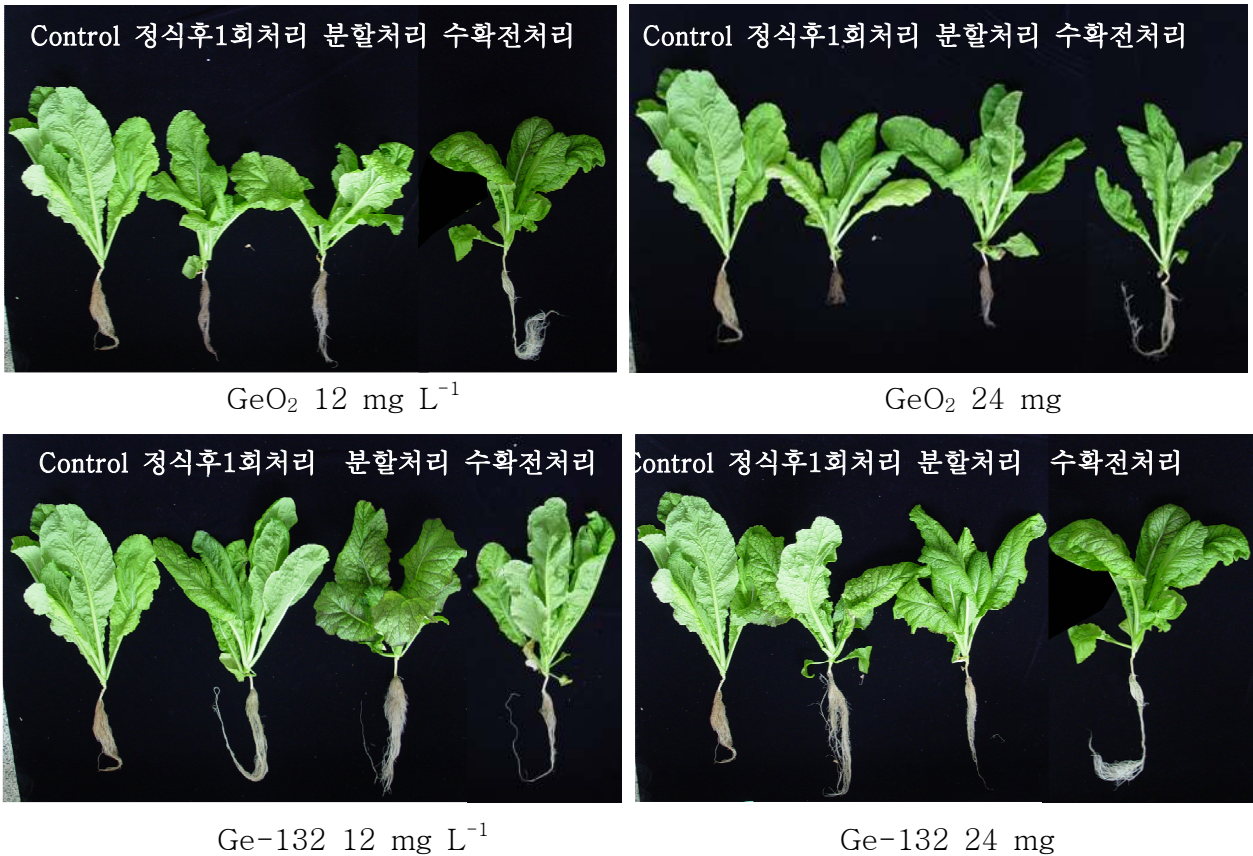 Control 정식후1회처리 분할처리 수확전처리
Control 정식후1회처리 분할처리 수확전처리
GeO₂ 12 mg L⁻¹
GeO₂ 24 mg
Control 정식후1회처리 분할처리 수확전처리
Control 정식후1회처리 분할처리 수확전처리
Ge-132 12 mg L⁻¹
Ge-132 24 mg